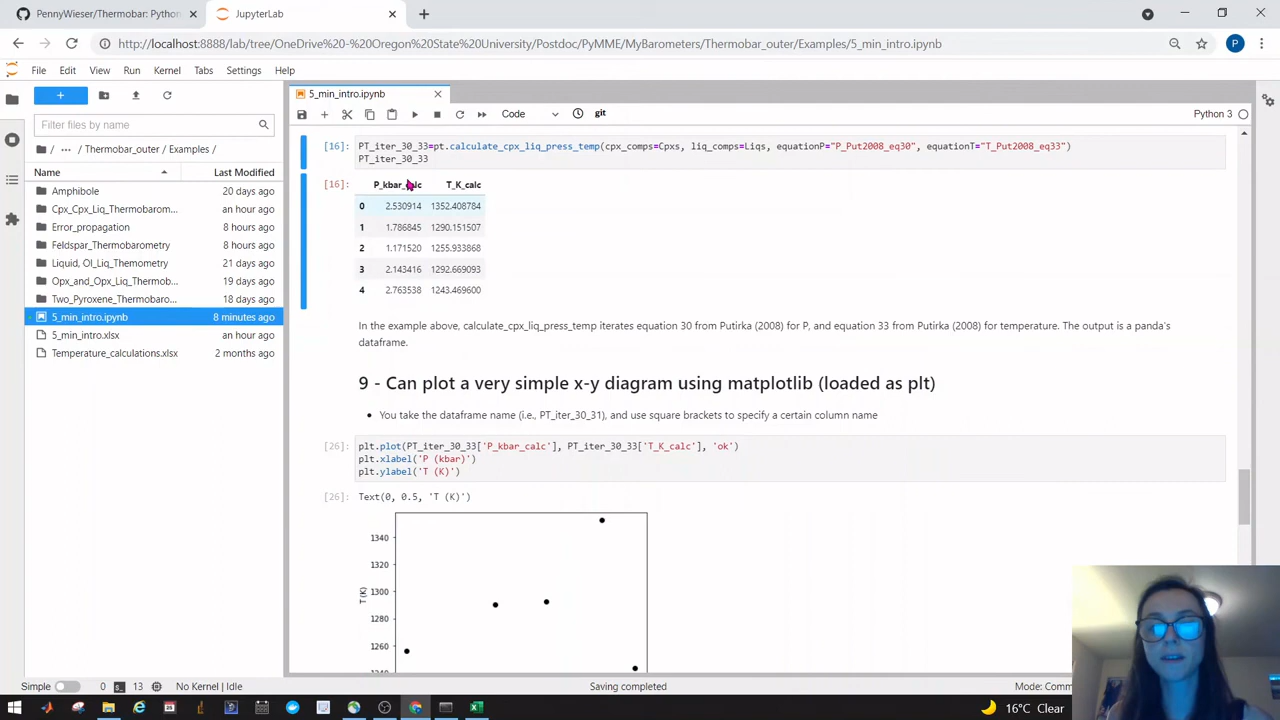 PennyWieser/Thermobar: Python
JupyterLab
http://localhost:8888/lab/tree/OneDrive%20-%20Oregon%20State%20University/Postdoc/PyMME/MyBarometers/Thermobar_outer/Examples/5_min_intro.ipynb
P
File Edit View Run Kernel Tabs Settings Help
5_min_intro.ipynb
Code
git
Python 3
Filter files by name
/ ... / Thermobar_outer / Examples /
Name Last Modified
Amphibole 20 days ago
Cpx_Cpx_Liq_Thermobarom... an hour ago
Error_propagation 8 hours ago
Feldspar_Thermobarometry 8 hours ago
Liquid, Ol_Liq_Themometry 21 days ago
Opx_and_Opx_Liq_Thermob... 19 days ago
Two_Pyroxene_Thermobaro... 18 days ago
5_min_intro.ipynb 8 minutes ago
5_min_intro.xlsx an hour ago
Temperature_calculations.xlsx 2 months ago
[16]: PT_iter_30_33=pt.calculate_cpx_liq_press_temp(cpx_comps=Cpxs, liq_comps=Liqs, equationP="P_Put2008_eq30", equationT="T_Put2008_eq33")
PT_iter_30_33
[16]: P_kbar_calc T_K_calc
0 2.530914 1352.408784
1 1.786845 1290.151507
2 1.171520 1255.933868
3 2.143416 1292.669093
4 2.763538 1243.469600
In the example above, calculate_cpx_liq_press_temp iterates equation 30 from Putirka (2008) for P, and equation 33 from Putirka (2008) for temperature. The output is a panda's
dataframe.
9 - Can plot a very simple x-y diagram using matplotlib (loaded as plt)
• You take the dataframe name (i.e., PT_iter_30_31), and use square brackets to specify a certain column name
[26]: plt.plot(PT_iter_30_33['P_kbar_calc'], PT_iter_30_33['T_K_calc'], 'ok')
plt.xlabel('P (kbar)')
plt.ylabel('T (K)')
[26]: Text(0, 0.5, 'T (K)')
1340
1320
1300
T (K)
1280
1260
1240
Simple 0 13 No Kernel | Idle Saving completed Mode: Comm
16°C Clear